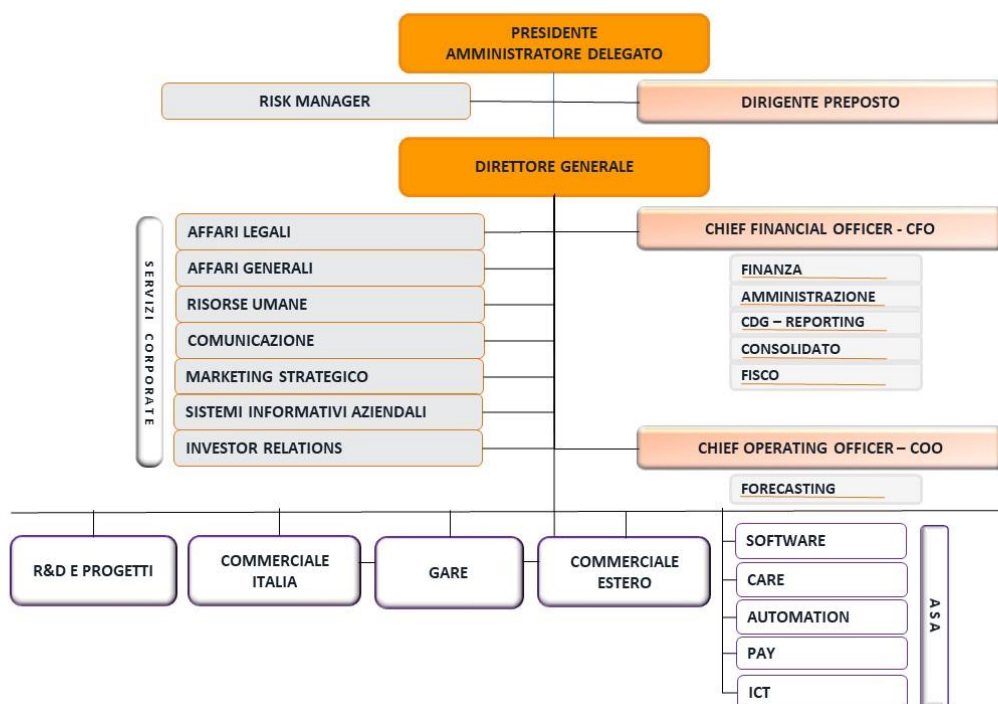 PRESIDENTE
AMMINISTRATORE DELEGATO
RISK MANAGER
DIRIGENTE PREPOSTO
DIRETTORE GENERALE
SERVIZI CORPORATE
AFFARI LEGALI
AFFARI GENERALI
RISORSE UMANE
COMUNICAZIONE
MARKETING STRATEGICO
SISTEMI INFORMATIVI AZIENDALI
INVESTOR RELATIONS
CHIEF FINANCIAL OFFICER - CFO
FINANZA
AMMINISTRAZIONE
CDG – REPORTING
CONSOLIDATO
FISCO
CHIEF OPERATING OFFICER – COO
FORECASTING
R&D E PROGETTI
COMMERCIALE
ITALIA
GARE
COMMERCIALE
ESTERO
SOFTWARE
CARE
AUTOMATION
PAY
ICT
ASA